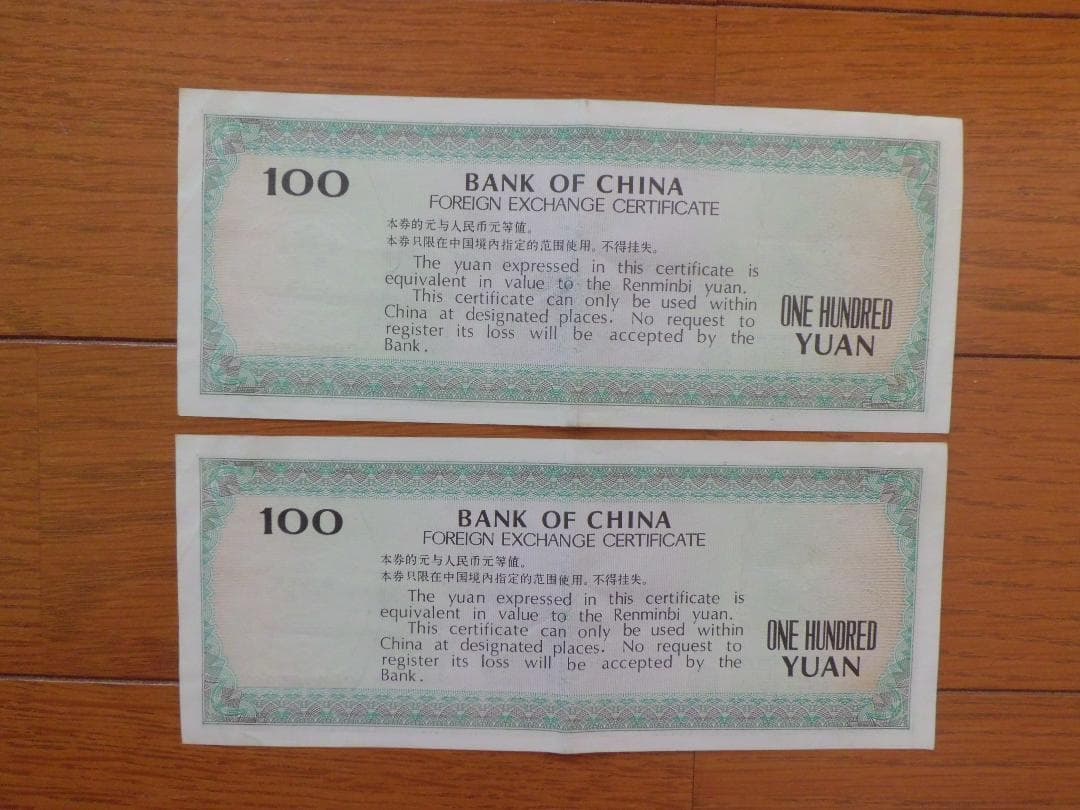 100
BANK OF CHINA
FOREIGN EXCHANGE CERTIFICATE
本券的元与人民币元等值。
本券只限在中国境内指定的范围使用。不得挂失。
The yuan expressed in this certificate is
equivalent in value to the Renminbi yuan.
This certificate can only be used within
China at designated places. No request to
register its loss will be accepted by the
Bank.
ONE HUNDRED
YUAN
100
BANK OF CHINA
FOREIGN EXCHANGE CERTIFICATE
本券的元与人民币元等值。
本券只限在中国境内指定的范围使用。不得挂失。
The yuan expressed in this certificate is
equivalent in value to the Renminbi yuan.
This certificate can only be used within
China at designated places. No request to
register its loss will be accepted by the
Bank.
ONE HUNDRED
YUAN